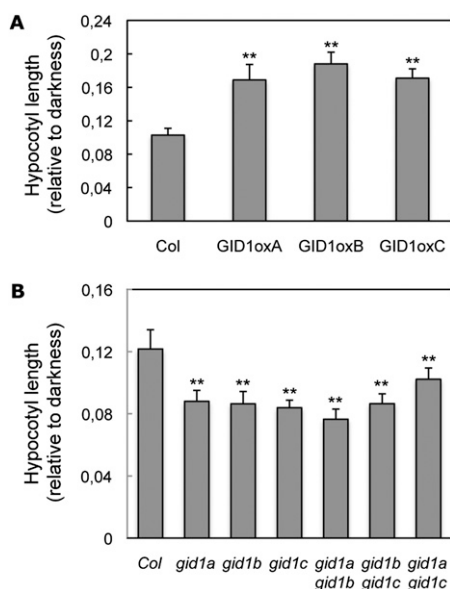 A
Hypocotyl length
(relative to darkness)
0,24
0,2
0,16
0,12
0,08
0,04
0
**
**
**
Col
GID1oxA
GID1oxB
GID1oxC
B
Hypocotyl length
(relative to darkness)
0,16
0,12
0,08
0,04
0
**
**
**
**
**
**
Col
gid1a
gid1b
gid1c
gid1a
gid1b
gid1b
gid1c
gid1a
gid1c